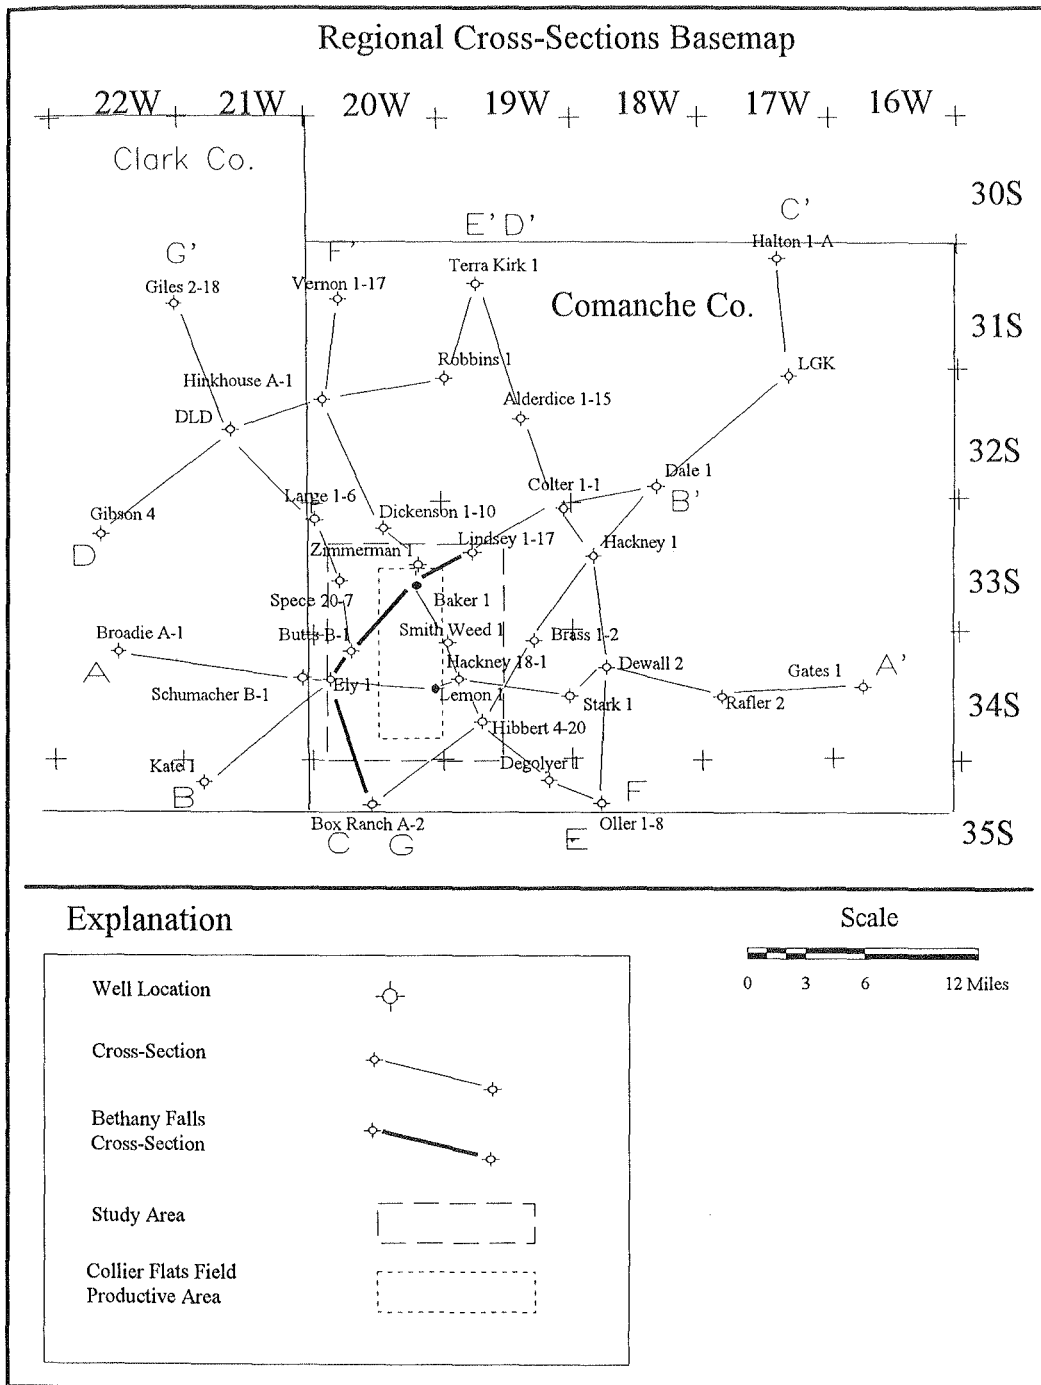 Regional Cross-Sections Basemap
22W 21W 20W 19W 18W 17W 16W
Clark Co.
30S
C'
E' D'
G' F'
Halton 1-A
Terra Kirk 1
Giles 2-18 Vernon 1-17
Comanche Co.
31S
Robbins 1 LGK
Hinkhouse A-1
Alderdice 1-15
DLD
32S
Dale 1
Colter 1-1
Large 1-6 B'
Gibson 4 Dickenson 1-10
D Zimmerman 1 Lindsey 1-17 Hackney 1
33S
Spece 20-7 Baker 1
Broadie A-1 Butts B-1 Smith Weed 1 Brass 1-2
A Hackney 18-1 Dewall 2 Gates 1 A'
Schumacher B-1 Ely 1 Lemon 1 Stark 1 Rafler 2
34S
Hibbert 4-20
Kate 1 Degolyer 1
B F
Box Ranch A-2 Oller 1-8
35S
C G E
Explanation
Scale
0 3 6 12 Miles
Well Location
Cross-Section
Bethany Falls
Cross-Section
Study Area
Collier Flats Field
Productive Area